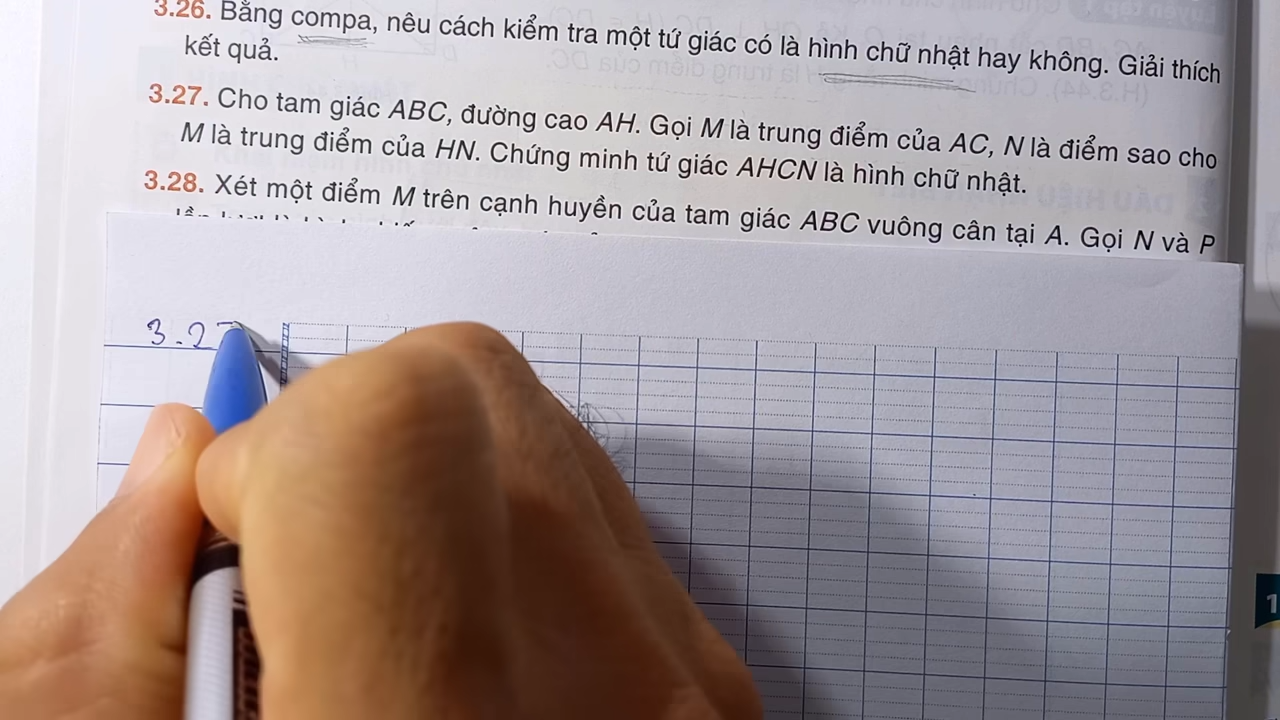 3.26. Bằng compa, nêu cách kiểm tra một tứ giác có là hình chữ nhật hay không. Giải thích
kết quả.
3.27. Cho tam giác ABC, đường cao AH. Gọi M là trung điểm của AC, N là điểm sao cho
M là trung điểm của HN. Chứng minh tứ giác AHCN là hình chữ nhật.
3.28. Xét một điểm M trên cạnh huyền của tam giác ABC vuông cân tại A. Gọi N và P
3.27
1